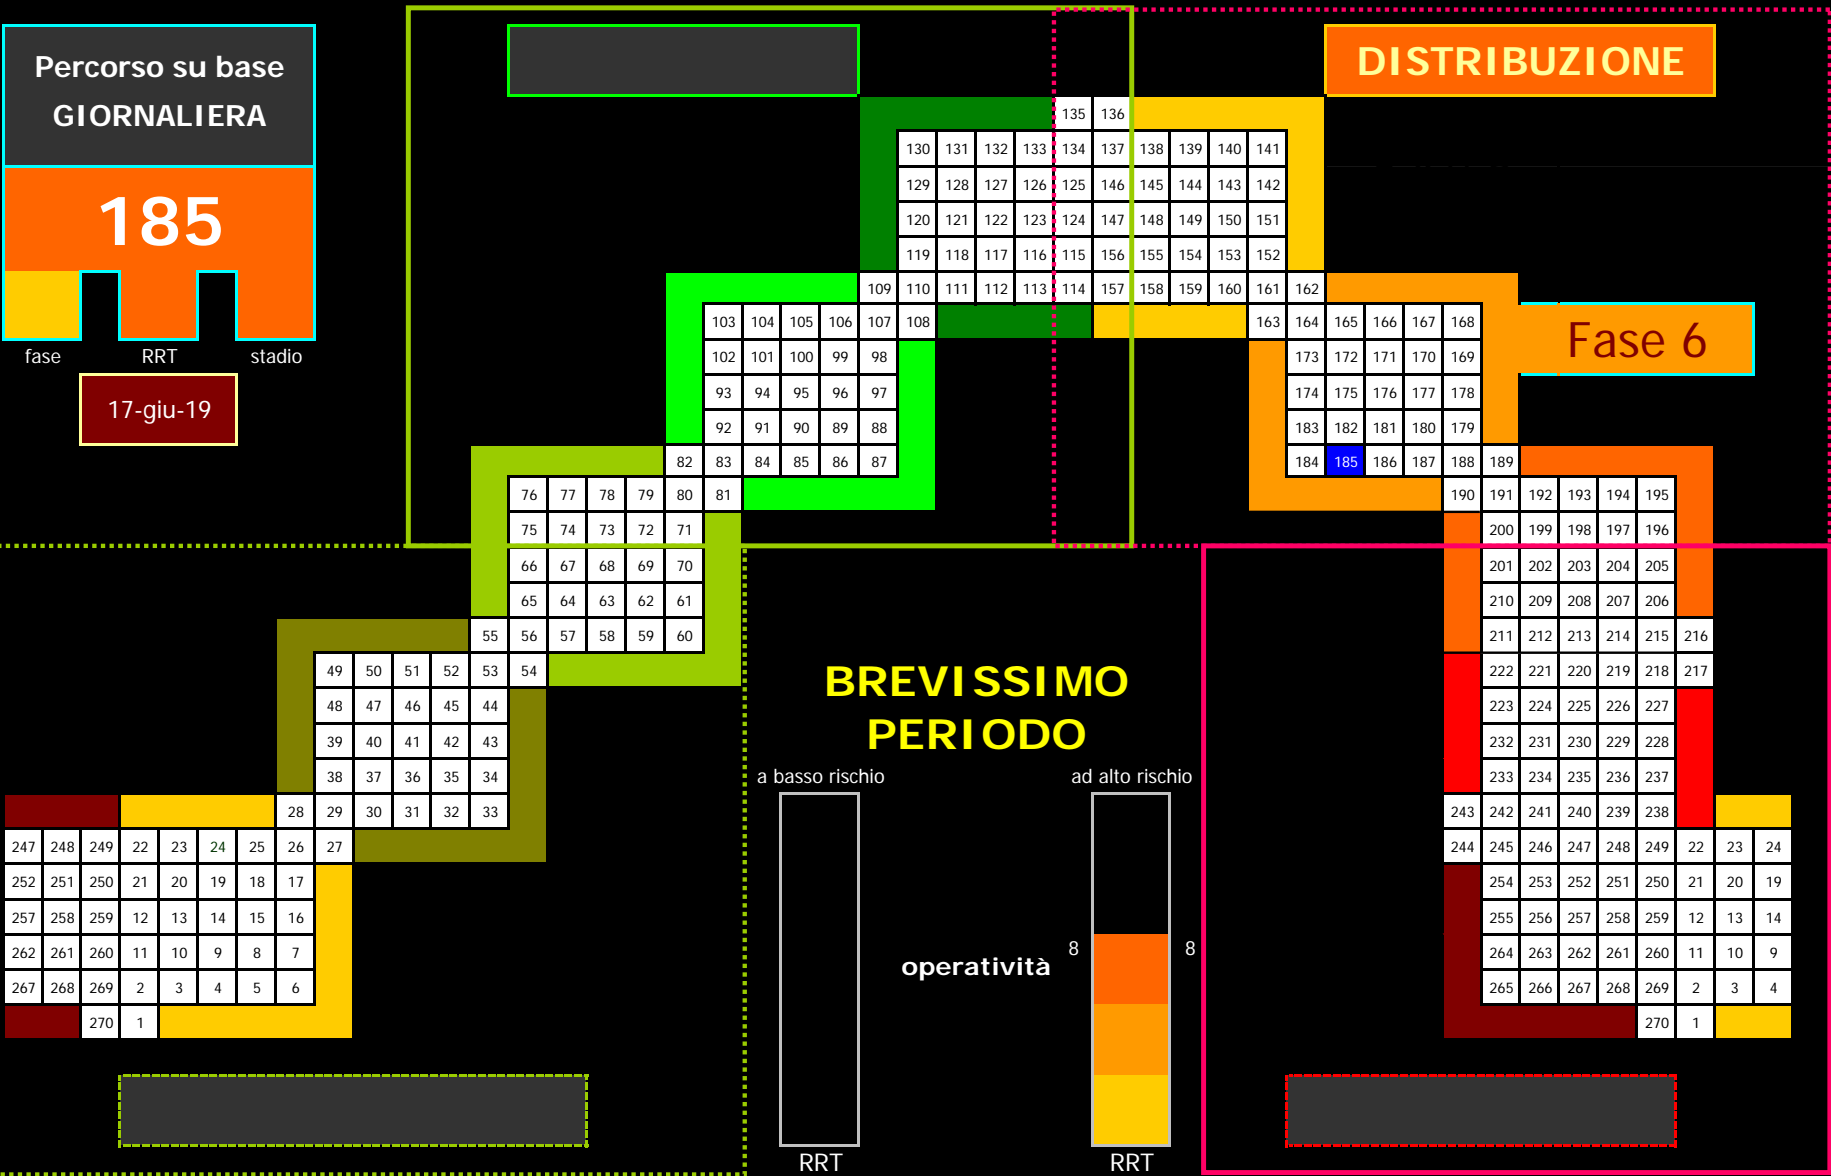 Percorso su base
GIORNALIERA
185
fase RRT stadio
17-giu-19
DISTRIBUZIONE
Fase 6
135 136
130 131 132 133 134 137 138 139 140 141
129 128 127 126 125 146 145 144 143 142
120 121 122 123 124 147 148 149 150 151
119 118 117 116 115 156 155 154 153 152
109 110 111 112 113 114 157 158 159 160 161 162
103 104 105 106 107 108 163 164 165 166 167 168
102 101 100 99 98 173 172 171 170 169
93 94 95 96 97 174 175 176 177 178
92 91 90 89 88 183 182 181 180 179
82 83 84 85 86 87 184 185 186 187 188 189
76 77 78 79 80 81 190 191 192 193 194 195
75 74 73 72 71 200 199 198 197 196
66 67 68 69 70 201 202 203 204 205
65 64 63 62 61 210 209 208 207 206
55 56 57 58 59 60 211 212 213 214 215 216
49 50 51 52 53 54 222 221 220 219 218 217
48 47 46 45 44 223 224 225 226 227
39 40 41 42 43 232 231 230 229 228
38 37 36 35 34 233 234 235 236 237
28 29 30 31 32 33 243 242 241 240 239 238
247 248 249 22 23 24 25 26 27 244 245 246 247 248 249 22 23 24
252 251 250 21 20 19 18 17 254 253 252 251 250 21 20 19
257 258 259 12 13 14 15 16 255 256 257 258 259 12 13 14
262 261 260 11 10 9 8 7 264 263 262 261 260 11 10 9
267 268 269 2 3 4 5 6 265 266 267 268 269 2 3 4
270 1 270 1
BREVISSIMO
PERIODO
a basso rischio ad alto rischio
8 8
operatività
RRT RRT